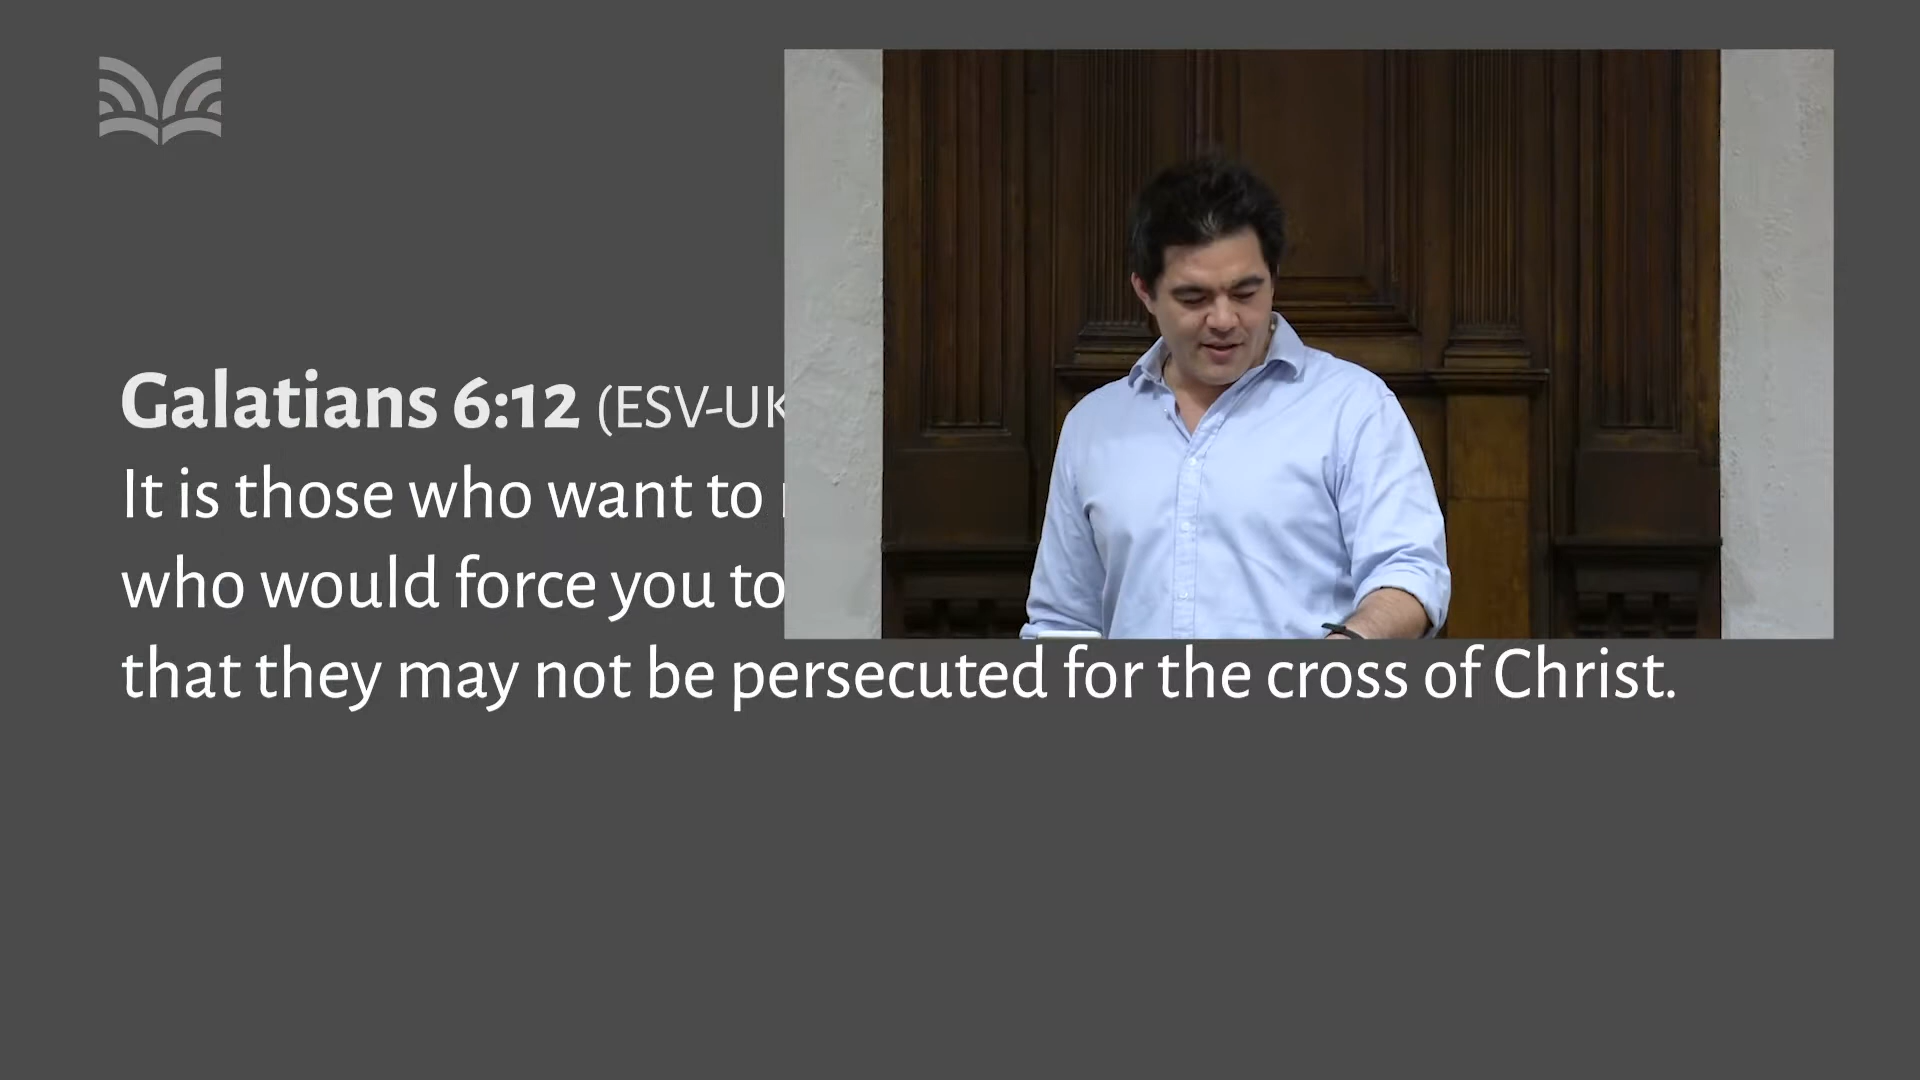 Galatians 6:12 (ESV-UK
It is those who want to
who would force you to
that they may not be persecuted for the cross of Christ.